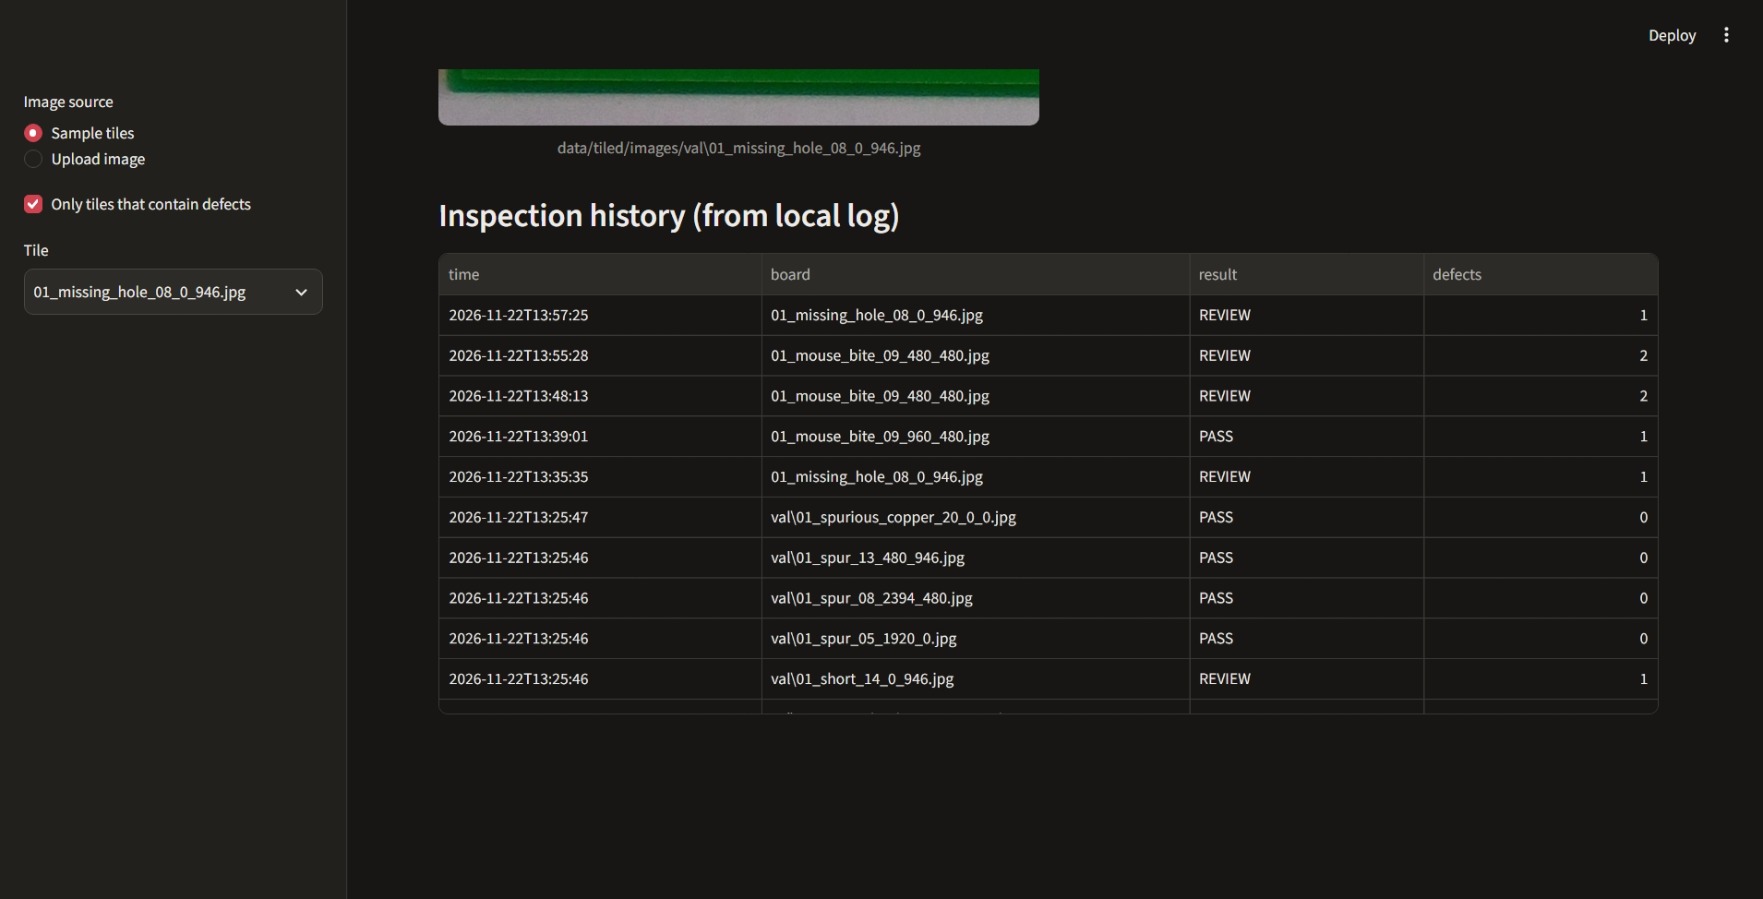 Deploy
Image source
Sample tiles
Upload image
Only tiles that contain defects
Tile
01_missing_hole_08_0_946.jpg
data/tiled/images/val\01_missing_hole_08_0_946.jpg
Inspection history (from local log)
time board result defects
2026-11-22T13:57:25 01_missing_hole_08_0_946.jpg REVIEW 1
2026-11-22T13:55:28 01_mouse_bite_09_480_480.jpg REVIEW 2
2026-11-22T13:48:13 01_mouse_bite_09_480_480.jpg REVIEW 2
2026-11-22T13:39:01 01_mouse_bite_09_960_480.jpg PASS 1
2026-11-22T13:35:35 01_missing_hole_08_0_946.jpg REVIEW 1
2026-11-22T13:25:47 val\01_spurious_copper_20_0_0.jpg PASS 0
2026-11-22T13:25:46 val\01_spur_13_480_946.jpg PASS 0
2026-11-22T13:25:46 val\01_spur_08_2394_480.jpg PASS 0
2026-11-22T13:25:46 val\01_spur_05_1920_0.jpg PASS 0
2026-11-22T13:25:46 val\01_short_14_0_946.jpg REVIEW 1